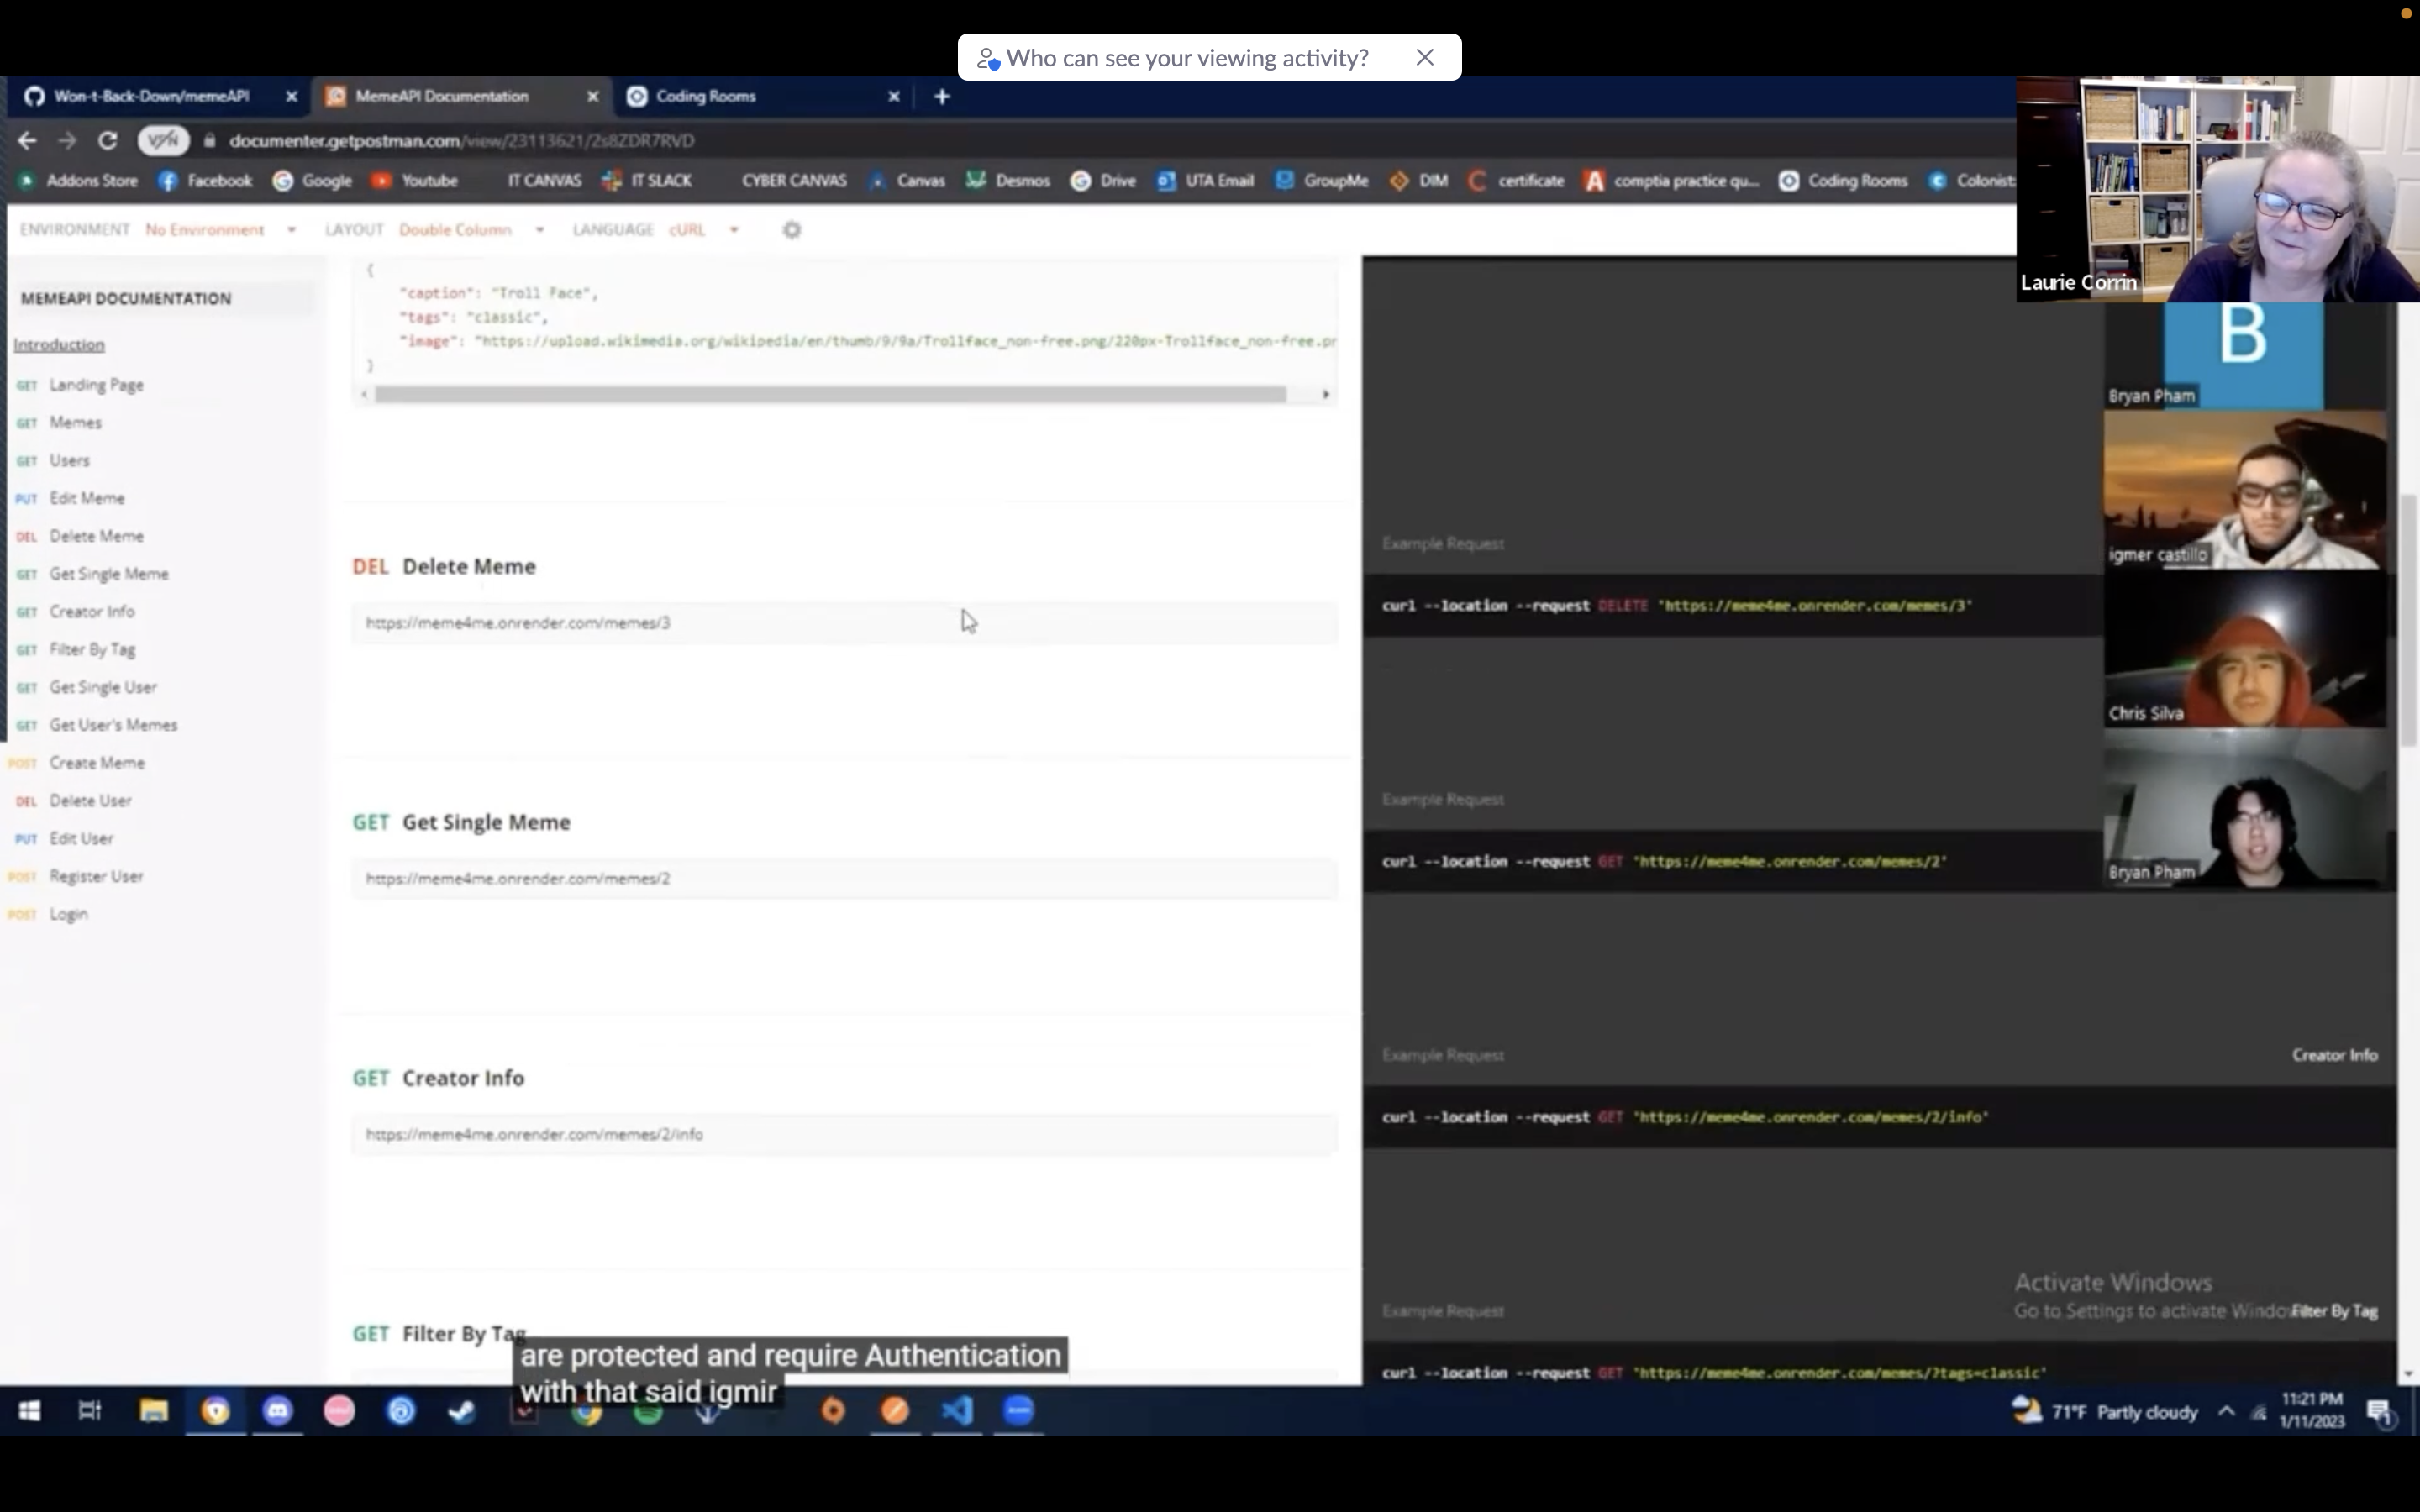 Who can see your viewing activity?
Won-t-Back-Down/memeAPI
MemeAPI Documentation
Coding Rooms
documenter.getpostman.com/view/23113621/2s8ZDR7RVD
Addons Store
Facebook
Google
Youtube
IT CANVAS
IT SLACK
CYBER CANVAS
Canvas
Desmos
Drive
UTA Email
GroupMe
DIM
certificate
comptia practice qu...
Coding Rooms
Colonist
Laurie Corrin
ENVIRONMENT No Environment LAYOUT Double Column LANGUAGE cURL
MEMEAPI DOCUMENTATION
Introduction
GET Landing Page
GET Memes
GET Users
PUT Edit Meme
DEL Delete Meme
GET Get Single Meme
GET Creator Info
GET Filter By Tag
GET Get Single User
GET Get User's Memes
POST Create Meme
DEL Delete User
PUT Edit User
POST Register User
POST Login
{
"caption": "Troll Face",
"tags": "classic",
"image": "https://upload.wikimedia.org/wikipedia/en/thumb/9/9a/Trollface_non-free.png/220px-Trollface_non-free.pr
}
DEL Delete Meme
https://meme4me.onrender.com/memes/3
GET Get Single Meme
https://meme4me.onrender.com/memes/2
GET Creator Info
https://meme4me.onrender.com/memes/2/info
GET Filter By Tag
Example Request
curl --location --request DELETE 'https://meme4me.onrender.com/memes/3'
Example Request
curl --location --request GET 'https://meme4me.onrender.com/memes/2'
Example Request
Creator Info
curl --location --request GET 'https://meme4me.onrender.com/memes/2/info'
Activate Windows
Go to Settings to activate Windo
Example Request
Filter By Tag
curl --location --request GET 'https://meme4me.onrender.com/memes/?tags=classic'
B
Bryan Pham
igmer castillo
Chris Silva
Bryan Pham
are protected and require Authentication
with that said igmir
71°F Partly cloudy
11:21 PM
1/11/2023
1